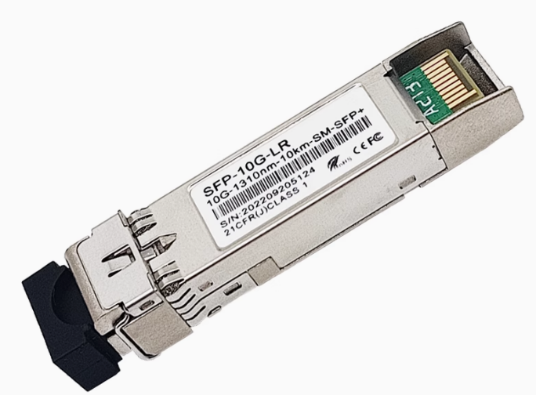 SFP-10G-LR
10G-1310nm-10km-SM-SFP+
S/N:202209205124
21CFR(J)CLASS 1
CE FC